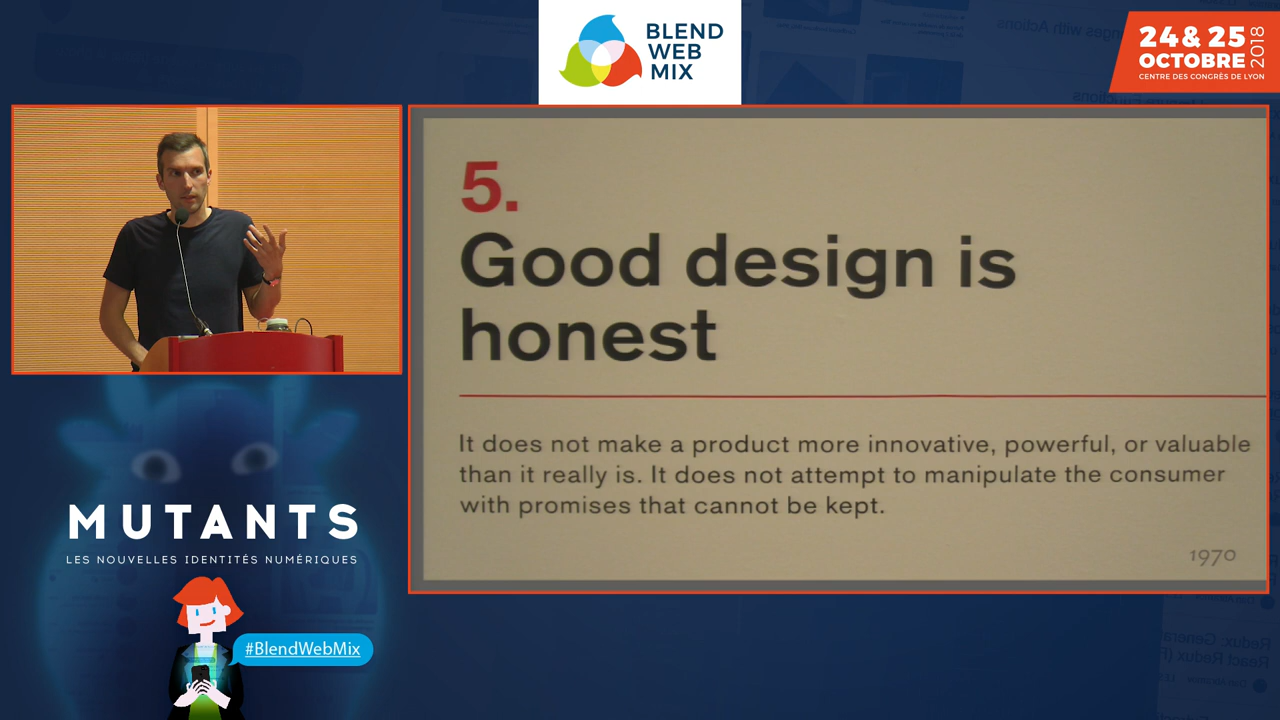 BLEND
WEB
MIX
24 & 25
OCTOBRE
2018
CENTRE DES CONGRÈS DE LYON
5.
Good design is
honest
It does not make a product more innovative, powerful, or valuable
than it really is. It does not attempt to manipulate the consumer
with promises that cannot be kept.
1970
MUTANTS
LES NOUVELLES IDENTITÉS NUMÉRIQUES
#BlendWebMix